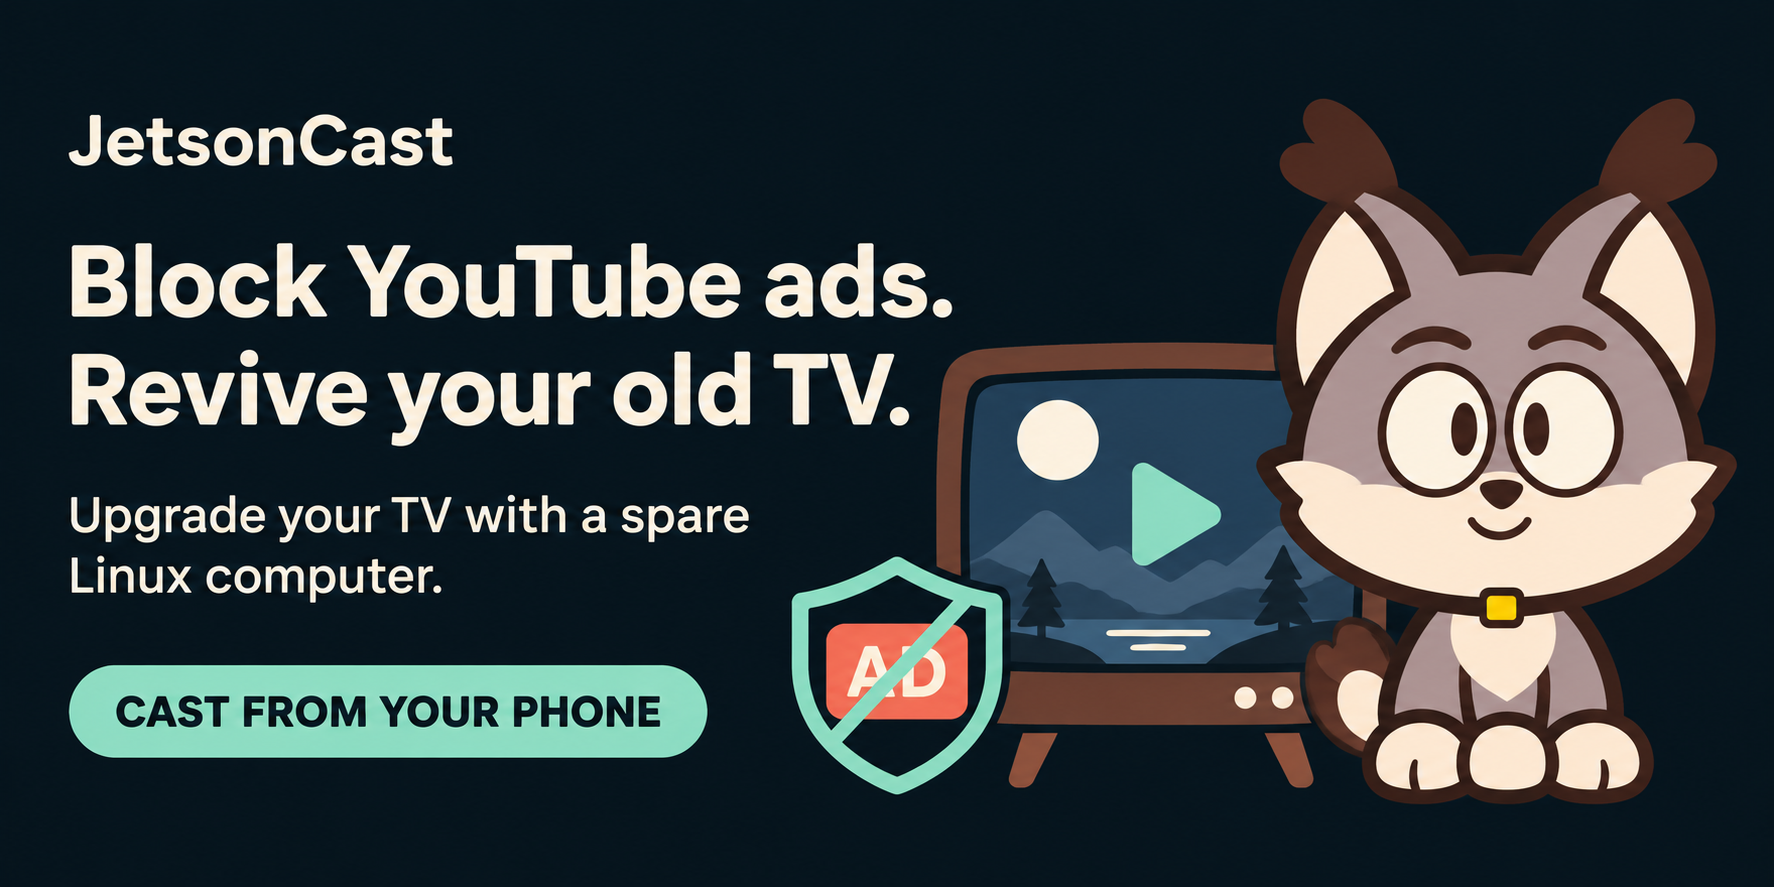 JetsonCast
Block YouTube ads.
Revive your old TV.
Upgrade your TV with a spare
Linux computer.
CAST FROM YOUR PHONE
AD